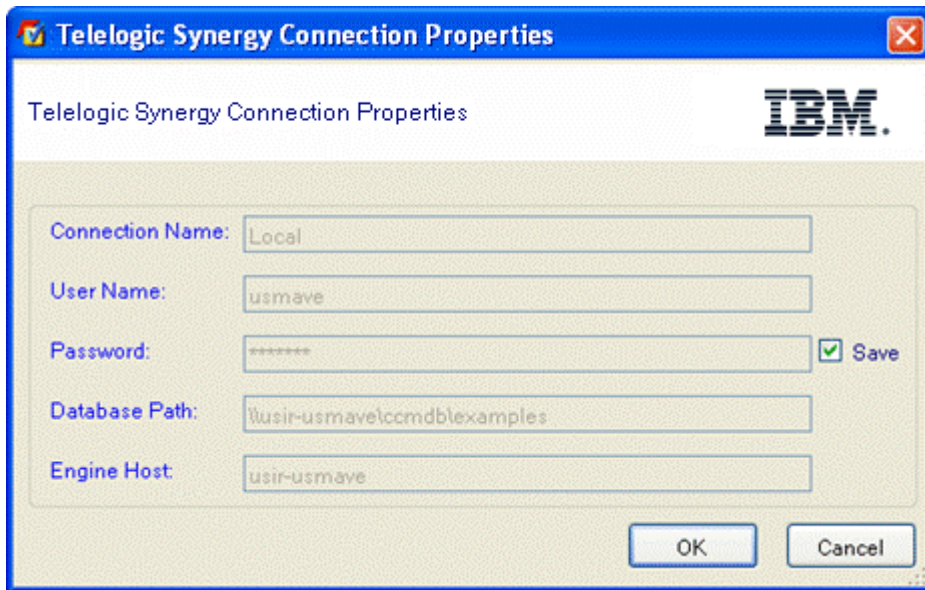 Telelogic Synergy Connection Properties
Telelogic Synergy Connection Properties
IBM.
Connection Name: Local
User Name: usmave
Password: ******* Save
Database Path: \\usir-usmave\ccmdb\examples
Engine Host: usir-usmave
OK Cancel